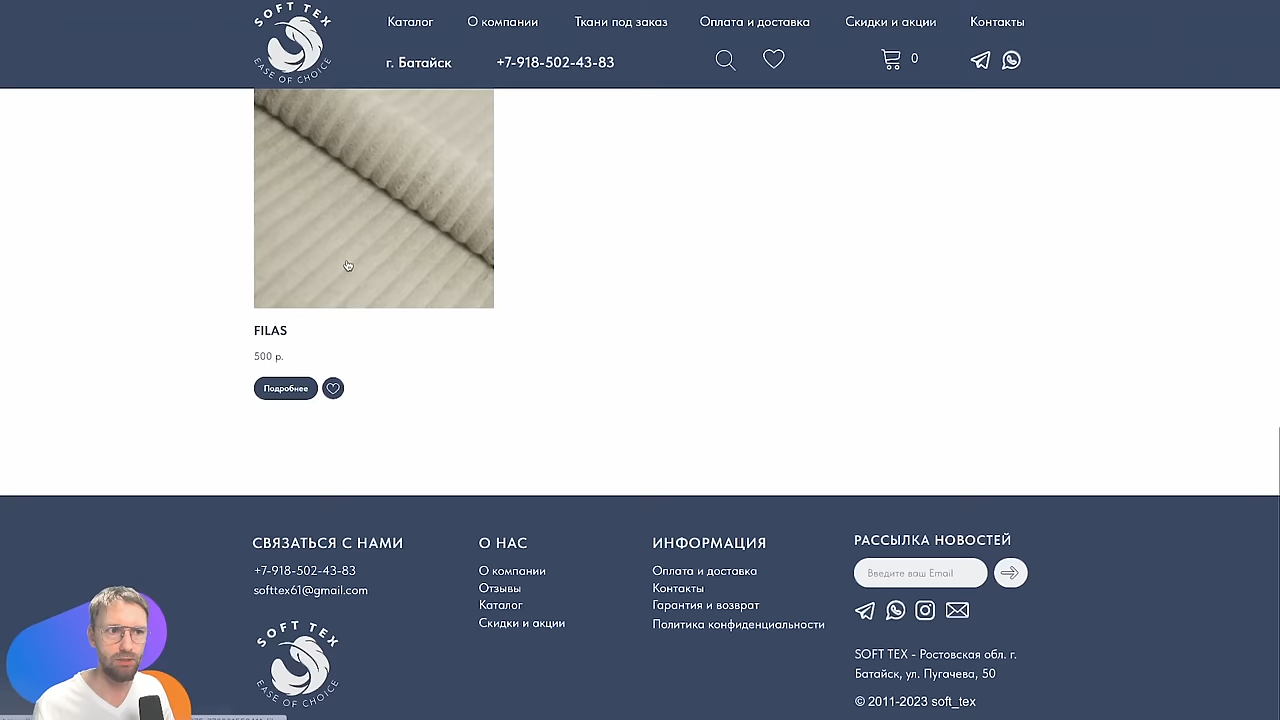 SOFT TEX
EASE OF CHOICE
Каталог
О компании
Ткани под заказ
Оплата и доставка
Скидки и акции
Контакты
г. Батайск
+7-918-502-43-83
0
FILAS
500 р.
Подробнее
СВЯЗАТЬСЯ С НАМИ
+7-918-502-43-83
softtex61@gmail.com
SOFT TEX
EASE OF CHOICE
О НАС
О компании
Отзывы
Каталог
Скидки и акции
ИНФОРМАЦИЯ
Оплата и доставка
Контакты
Гарантия и возврат
Политика конфиденциальности
РАССЫЛКА НОВОСТЕЙ
Введите ваш Email
SOFT TEX - Ростовская обл. г.
Батайск, ул. Пугачева, 50
© 2011-2023 soft_tex